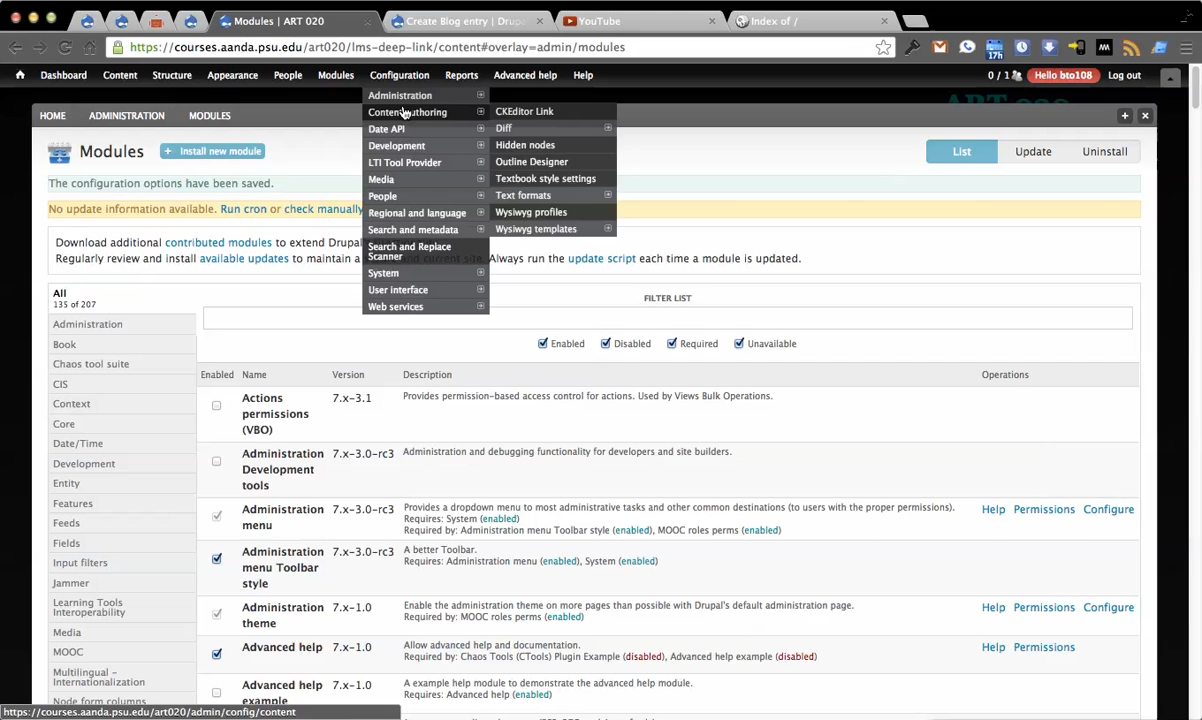 Modules | ART 020
Create Blog entry | Drupa
YouTube
Index of /
https://courses.aanda.psu.edu/art020/lms-deep-link/content#overlay=admin/modules
17h
Dashboard Content Structure Appearance People Modules Configuration Reports Advanced help Help 0 / 1 Hello bto108 Log out
Administration
Content authoring
Date API
Development
LTI Tool Provider
Media
People
Regional and language
Search and metadata
Search and Replace
Scanner
System
User interface
Web services
CKEditor Link
Diff
Hidden nodes
Outline Designer
Textbook style settings
Text formats
Wysiwyg profiles
Wysiwyg templates
HOME ADMINISTRATION MODULES
Modules + Install new module List Update Uninstall
The configuration options have been saved.
No update information available. Run cron or check manually
Download additional contributed modules to extend Drupal
Regularly review and install available updates to maintain a current site. Always run the update script each time a module is updated.
All
135 of 207
Administration
Book
Chaos tool suite
CIS
Context
Core
Date/Time
Development
Entity
Features
Feeds
Fields
Input filters
Jammer
Learning Tools
Interoperability
Media
MOOC
Multilingual -
Internationalization
Node form columns
FILTER LIST
Enabled Disabled Required Unavailable
Enabled Name Version Description Operations
Actions
permissions
(VBO)
7.x-3.1
Provides permission-based access control for actions. Used by Views Bulk Operations.
Administration
Development
tools
7.x-3.0-rc3
Administration and debugging functionality for developers and site builders.
Administration
menu
7.x-3.0-rc3
Provides a dropdown menu to most administrative tasks and other common destinations (to users with the proper permissions).
Requires: System (enabled)
Required by: Administration menu Toolbar style (enabled), MOOC roles perms (enabled)
Help Permissions Configure
Administration
menu Toolbar
style
7.x-3.0-rc3
A better Toolbar.
Requires: Administration menu (enabled), System (enabled)
Administration
theme
7.x-1.0
Enable the administration theme on more pages than possible with Drupal's default administration page.
Required by: MOOC roles perms (enabled)
Help Permissions Configure
Advanced help
7.x-1.0
Allow advanced help and documentation.
Required by: Chaos Tools (CTools) Plugin Example (disabled), Advanced help example (disabled)
Help Permissions
Advanced help
example
7.x-1.0
A example help module to demonstrate the advanced help module.
Requires: Advanced help (enabled)
https://courses.aanda.psu.edu/art020/admin/config/content